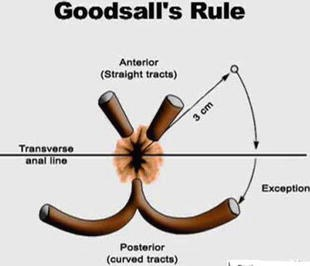 Goodsall's Rule
Anterior
(Straight tracts)
3 cm
Transverse
anal line
Exception
Posterior
(curved tracts)